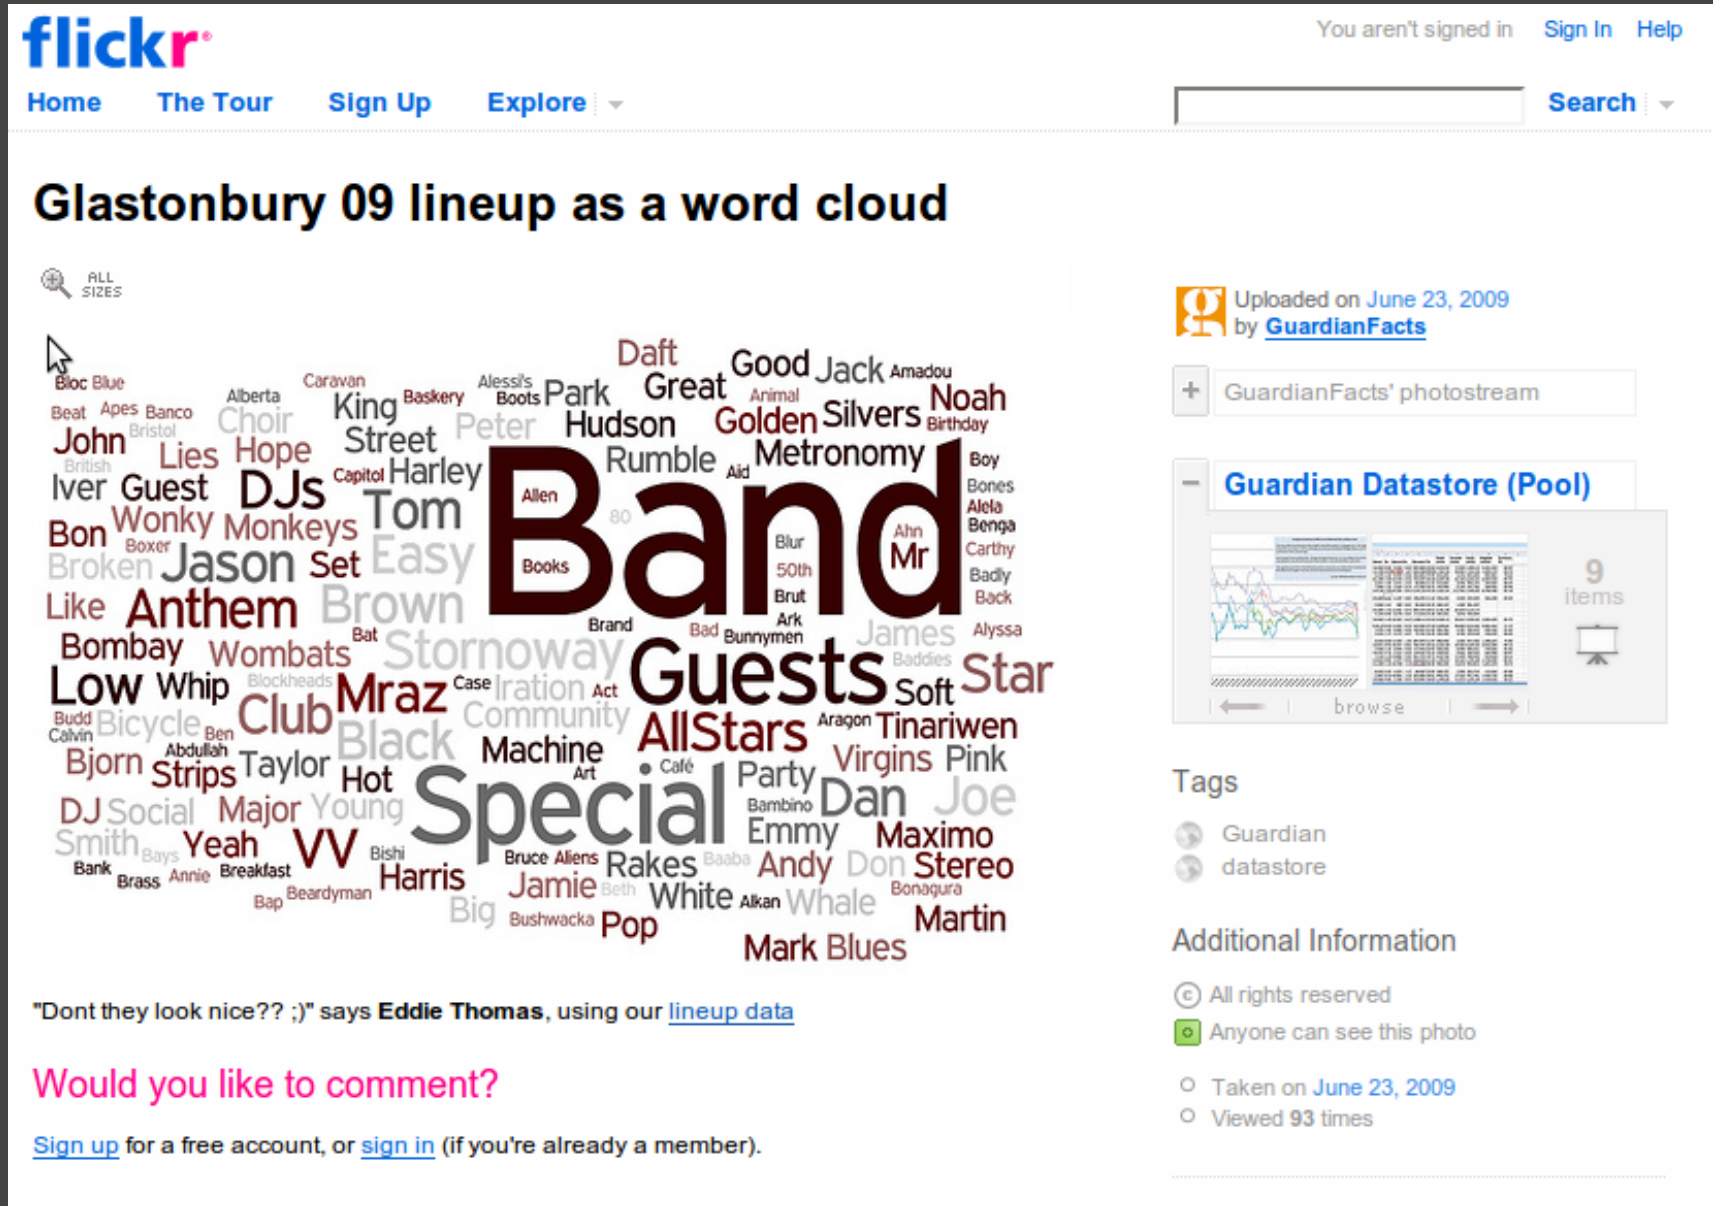 flickr
You aren't signed in Sign In Help
Home The Tour Sign Up Explore Search
Glastonbury 09 lineup as a word cloud
ALL
SIZES
Uploaded on June 23, 2009
by GuardianFacts
GuardianFacts' photostream
Guardian Datastore (Pool)
9
items
browse
Tags
Guardian
datastore
Additional Information
All rights reserved
Anyone can see this photo
Taken on June 23, 2009
Viewed 93 times
Daft Good Jack Amadou
Bloc Blue Caravan Alessi's Great Animal Noah
Alberta King Baskery Boots Park
Beat Apes Banco Choir Peter Hudson Golden Silvers Birthday
Bristol Street
John Lies Hope Rumble Metronomy Boy
British Capitol Harley Aid
Iver Guest DJs Tom Allen Band Bones
Alela
Bon Wonky Monkeys 80 Benga
Boxer Easy Blur Ahn Carthy
Broken Jason Set Books 50th Mr Badly
Like Anthem Brown Brut Back
Bat Brand Bad Ark Bunnymen James Alyssa
Bombay Wombats Stornoway Guests Baddies Star
Low Whip Blockheads Mraz Case Iration Act Soft
Budd Bicycle Club Community AllStars Aragon Tinariwen
Calvin Ben Black
Bjorn Abdullah Machine Café Virgins Pink
Strips Taylor Hot Art Party
DJ Social Major Young Special Bambino Dan Joe
Smith Bays Yeah VV Bishi Emmy Maximo
Bank Brass Annie Breakfast Bruce Aliens Rakes Baaba Andy Don Stereo
Bap Beardyman Harris Jamie Beth White Alkan Whale Bonagura
Big Bushwacka Pop Martin
Mark Blues
"Dont they look nice?? ;)" says Eddie Thomas, using our lineup data
Would you like to comment?
Sign up for a free account, or sign in (if you're already a member).